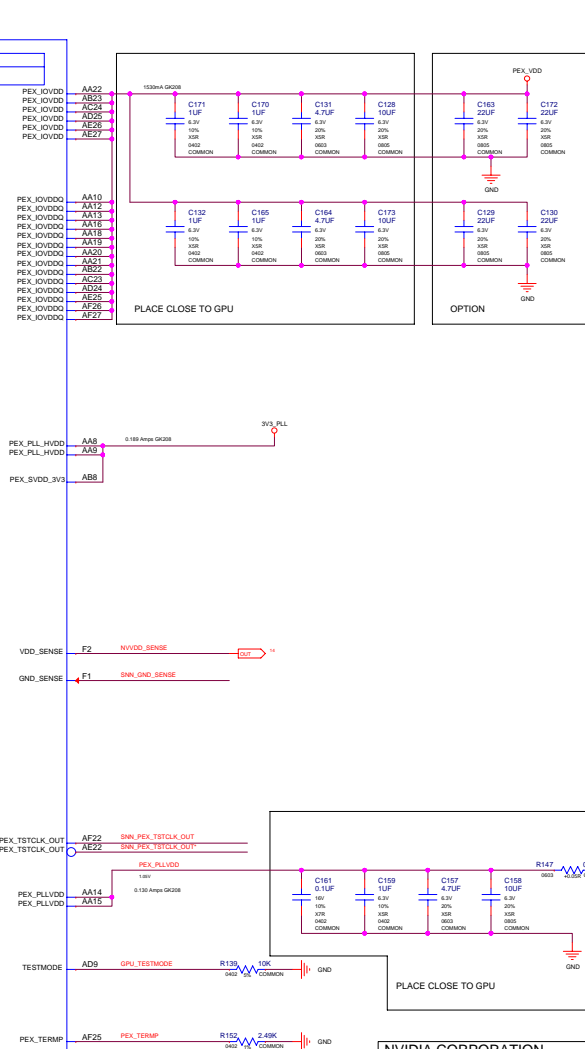 PEX_VDD
PEX_IOVDD AA22 1530mA GK208
PEX_IOVDD AB23
PEX_IOVDD AC24
PEX_IOVDD AD25
PEX_IOVDD AE26
PEX_IOVDD AE27
C171 C170 C131 C128 C163 C172
1UF 1UF 4.7UF 10UF 22UF 22UF
6.3V 6.3V 6.3V 6.3V 6.3V 6.3V
10% 10% 20% 20% 20% 20%
X5R X5R X5R X5R X5R X5R
0402 0402 0603 0805 0805 0805
COMMON COMMON COMMON COMMON COMMON COMMON
GND
PEX_IOVDDQ AA10
PEX_IOVDDQ AA12
PEX_IOVDDQ AA13
PEX_IOVDDQ AA16
PEX_IOVDDQ AA18
PEX_IOVDDQ AA19
PEX_IOVDDQ AA20
PEX_IOVDDQ AA21
PEX_IOVDDQ AB22
PEX_IOVDDQ AC23
PEX_IOVDDQ AD24
PEX_IOVDDQ AE25
PEX_IOVDDQ AF26
PEX_IOVDDQ AF27
C132 C165 C164 C173 C129 C130
1UF 1UF 4.7UF 10UF 22UF 22UF
6.3V 6.3V 6.3V 6.3V 6.3V 6.3V
10% 10% 20% 20% 20% 20%
X5R X5R X5R X5R X5R X5R
0402 0402 0603 0805 0805 0805
COMMON COMMON COMMON COMMON COMMON COMMON
GND
PLACE CLOSE TO GPU OPTION
3V3_PLL
PEX_PLL_HVDD AA8 0.189 Amps GK208
PEX_PLL_HVDD AA9
PEX_SVDD_3V3 AB8
VDD_SENSE F2 NVVDD_SENSE OUT 14
GND_SENSE F1 SNN_GND_SENSE
PEX_TSTCLK_OUT AF22 SNN_PEX_TSTCLK_OUT
PEX_TSTCLK_OUT AE22 SNN_PEX_TSTCLK_OUT*
PEX_PLLVDD
1.05V
PEX_PLLVDD AA14 0.130 Amps GK208
PEX_PLLVDD AA15
R147
0603 +0.05R
C161 C159 C157 C158
0.1UF 1UF 4.7UF 10UF
16V 6.3V 6.3V 6.3V
10% 10% 20% 20%
X7R X5R X5R X5R
0402 0402 0603 0805
COMMON COMMON COMMON COMMON
GND
TESTMODE AD9 GPU_TESTMODE R139 10K GND
0402 5% COMMON
PLACE CLOSE TO GPU
PEX_TERMP AF25 PEX_TERMP R152 2.49K GND
0402 1% COMMON
NVIDIA CORPORATION